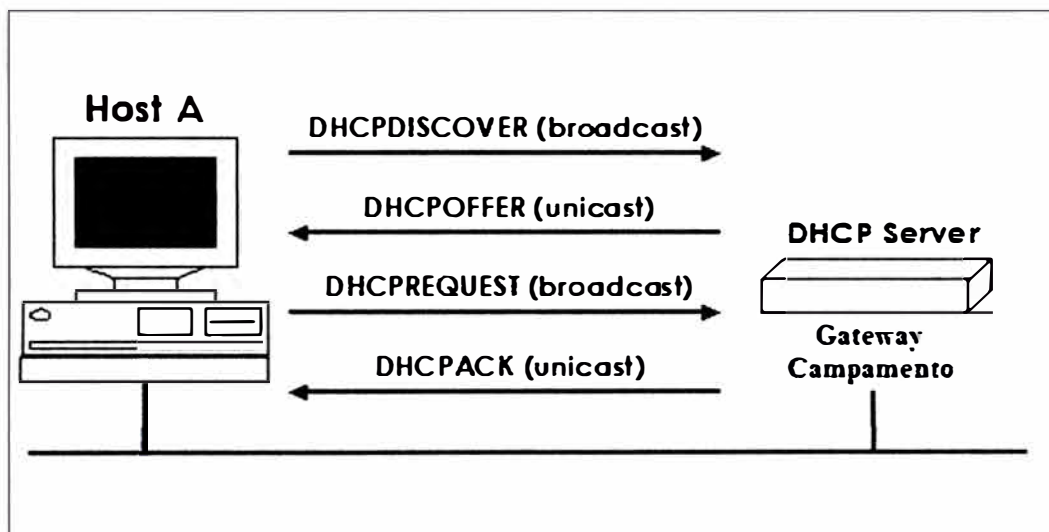 Host A
DHCPDISCOVER (broadcast)
DHCPOFFER (unicast)
DHCP Server
DHCPREQUEST (broadcast)
Gateway
Campamento
DHCPACK (unicast)